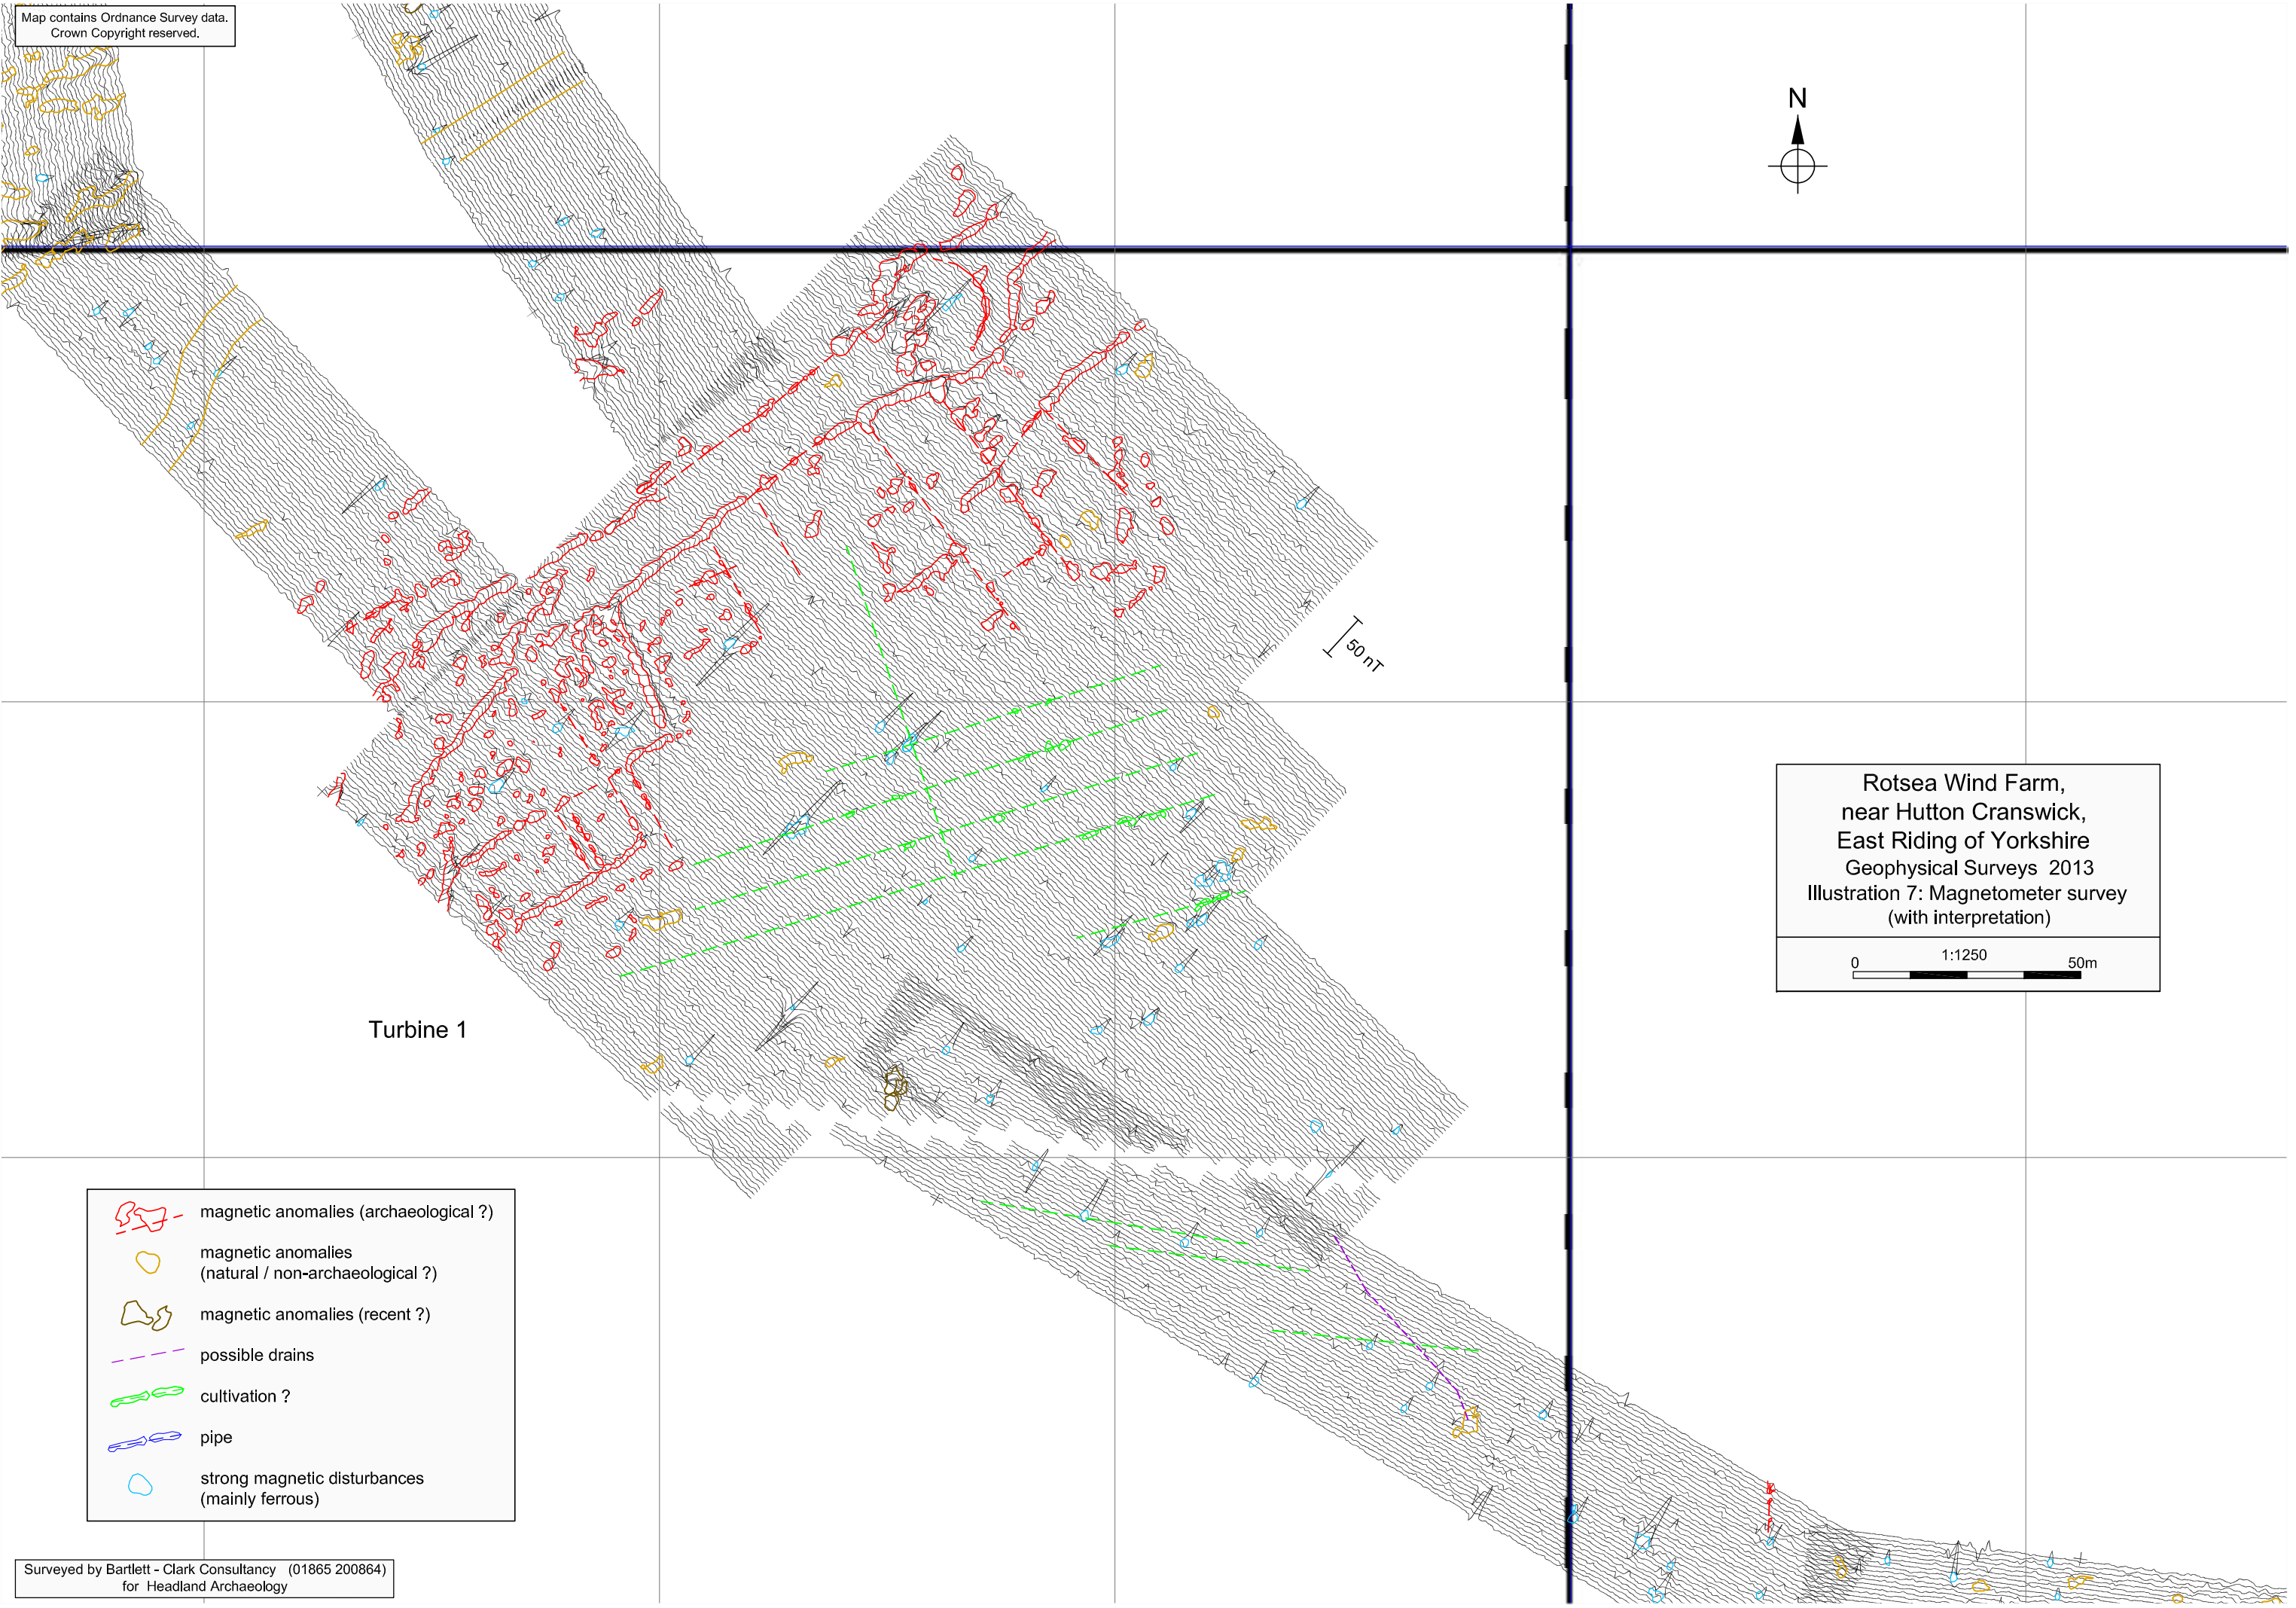 Map contains Ordnance Survey data.
Crown Copyright reserved.
N
50 nT
Rotsea Wind Farm,
near Hutton Cranswick,
East Riding of Yorkshire
Geophysical Surveys 2013
Illustration 7: Magnetometer survey
(with interpretation)
1:1250
0 50m
Turbine 1
magnetic anomalies (archaeological ?)
magnetic anomalies
(natural / non-archaeological ?)
magnetic anomalies (recent ?)
possible drains
cultivation ?
pipe
strong magnetic disturbances
(mainly ferrous)
Surveyed by Bartlett - Clark Consultancy (01865 200864)
for Headland Archaeology